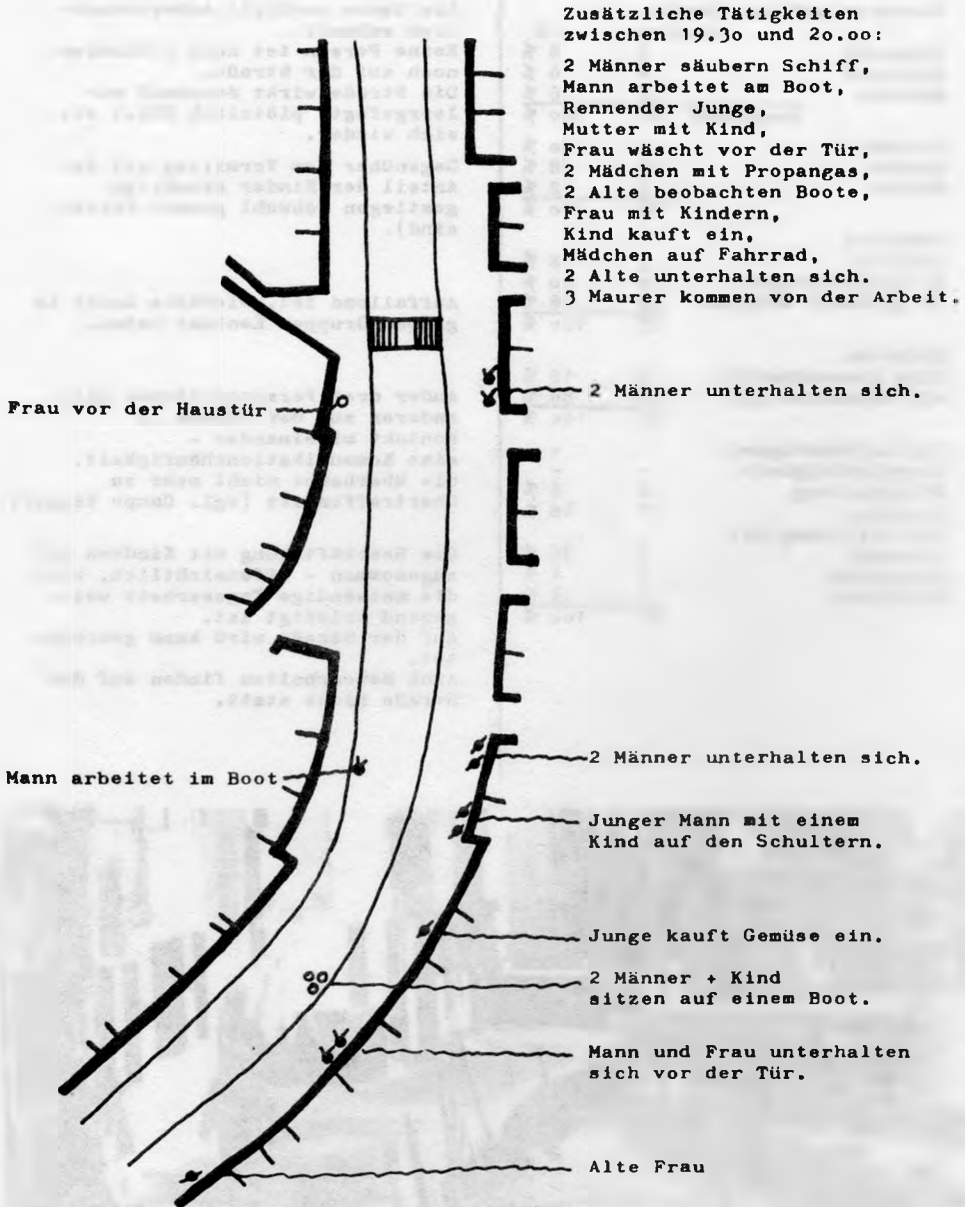 Zusätzliche Tätigkeiten
zwischen 19.3o und 2o.oo:
2 Männer säubern Schiff,
Mann arbeitet am Boot,
Rennender Junge,
Mutter mit Kind,
Frau wäscht vor der Tür,
2 Mädchen mit Propangas,
2 Alte beobachten Boote,
Frau mit Kindern,
Kind kauft ein,
Mädchen auf Fahrrad,
2 Alte unterhalten sich.
3 Maurer kommen von der Arbeit.
2 Männer unterhalten sich.
Frau vor der Haustür
2 Männer unterhalten sich.
Mann arbeitet im Boot
Junger Mann mit einem
Kind auf den Schultern.
Junge kauft Gemüse ein.
2 Männer + Kind
sitzen auf einem Boot.
Mann und Frau unterhalten
sich vor der Tür.
Alte Frau